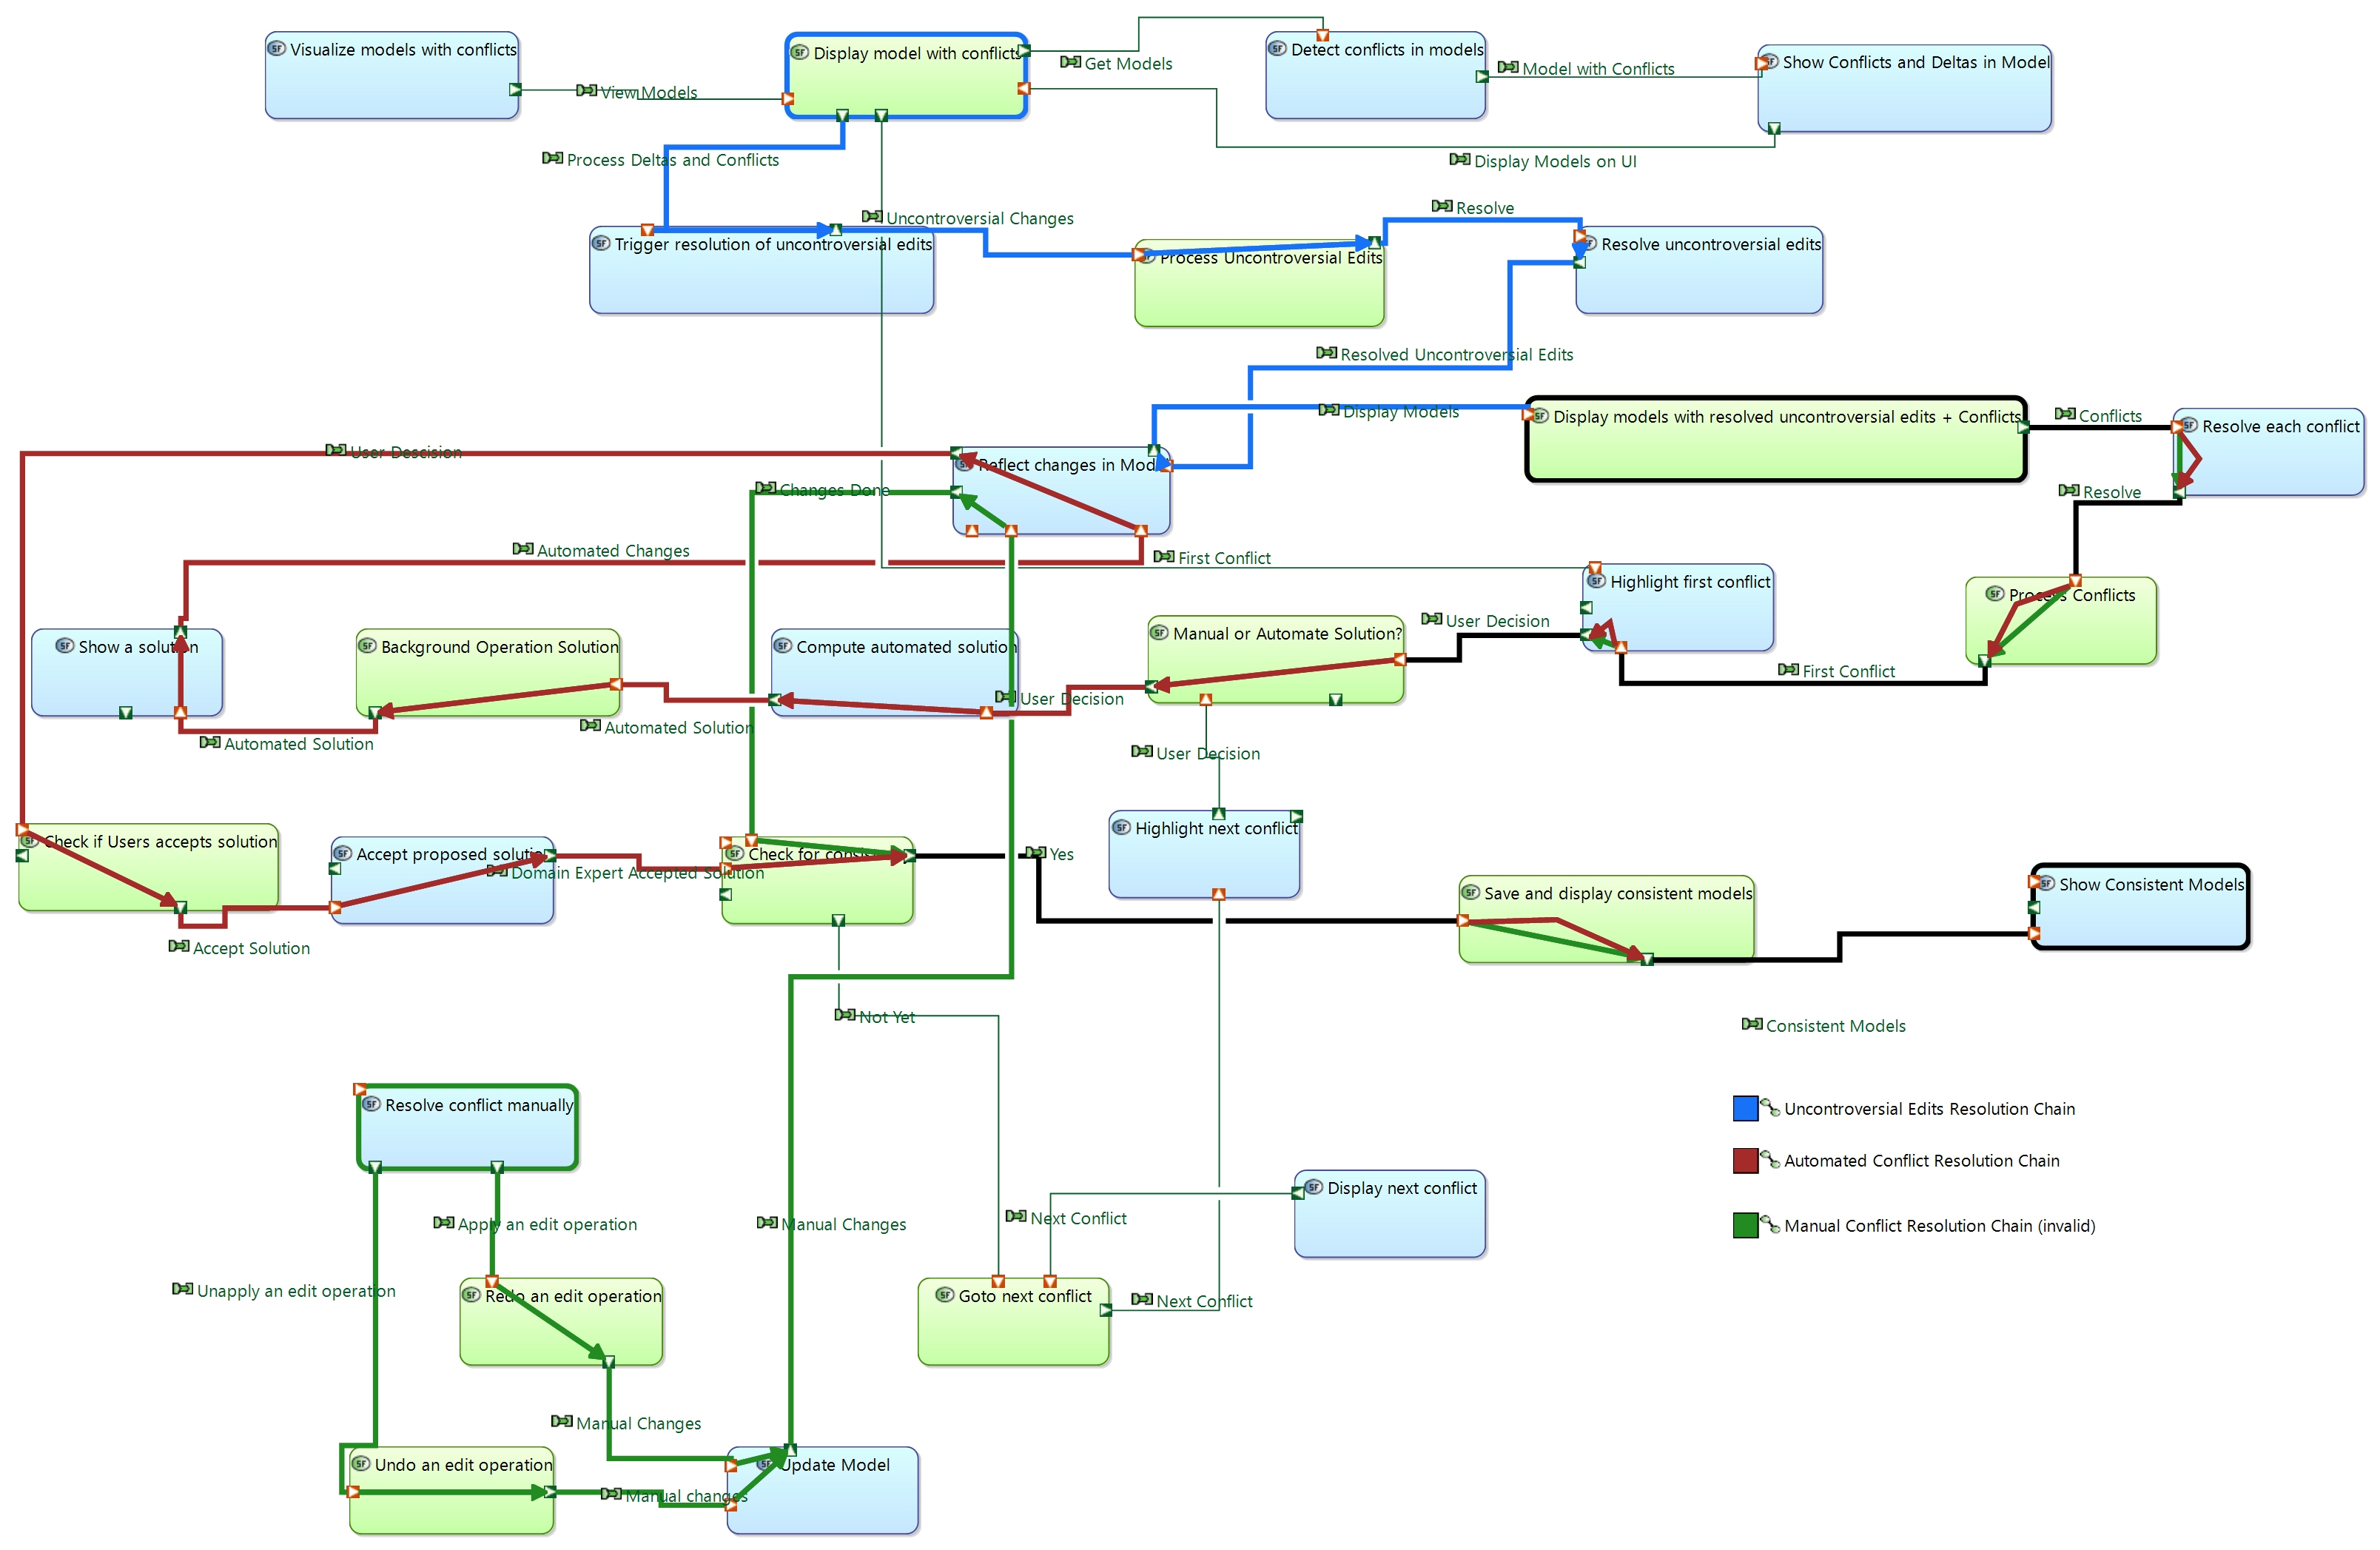 Visualize models with conflicts
Display model with conflicts
Detect conflicts in models
Show Conflicts and Deltas in Model
View Models
Get Models
Model with Conflicts
Process Deltas and Conflicts
Display Models on UI
Uncontroversial Changes
Resolve
Trigger resolution of uncontroversial edits
Process Uncontroversial Edits
Resolve uncontroversial edits
Resolved Uncontroversial Edits
Display Models
Display models with resolved uncontroversial edits + Conflicts
Conflicts
Resolve each conflict
User Descision
Reflect changes in Mod
Changes Done
Resolve
Automated Changes
First Conflict
Highlight first conflict
Process Conflicts
Show a solution
Background Operation Solution
Compute automated solution
Manual or Automate Solution?
User Decision
First Conflict
User Decision
Automated Solution
Automated Solution
User Decision
Check if Users accepts solution
Accept proposed solutio
Check for consis
Highlight next conflict
Yes
Domain Expert Accepted Solution
Save and display consistent models
Show Consistent Models
Accept Solution
Not Yet
Consistent Models
Resolve conflict manually
Uncontroversial Edits Resolution Chain
Automated Conflict Resolution Chain
Display next conflict
Apply an edit operation
Manual Changes
Next Conflict
Manual Conflict Resolution Chain (invalid)
Unapply an edit operation
Redo an edit operation
Goto next conflict
Next Conflict
Manual Changes
Undo an edit operation
Update Model
Manual changes